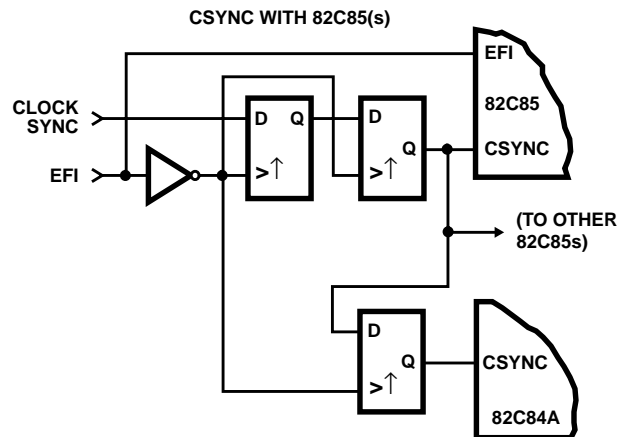 CSYNC WITH 82C85(s)
EFI
82C85
CSYNC
CLOCK
SYNC
EFI
D Q
>↑
D
Q
>↑
(TO OTHER
82C85s)
D
Q
>↑
CSYNC
82C84A